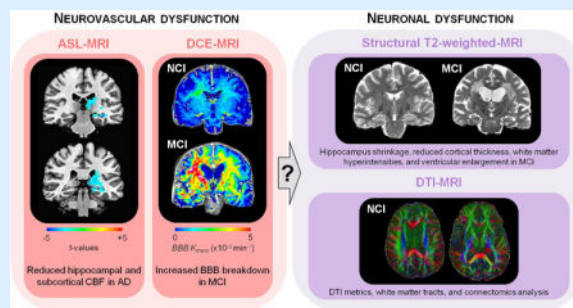 NEUROVASCULAR DYSFUNCTION
ASL-MRI
-5 +5
t-values
Reduced hippocampal and
subcortical CBF in AD
DCE-MRI
NCI
MCI
0 5
BBB Ktrans (x10-3 min-1)
Increased BBB breakdown
in MCI
?
NEURONAL DYSFUNCTION
Structural T2-weighted-MRI
NCI MCI
Hippocampus shrinkage, reduced cortical thickness, white matter
hyperintensities, and ventricular enlargement in MCI
DTI-MRI
NCI
DTI metrics, white matter tracts, and connectomics analysis